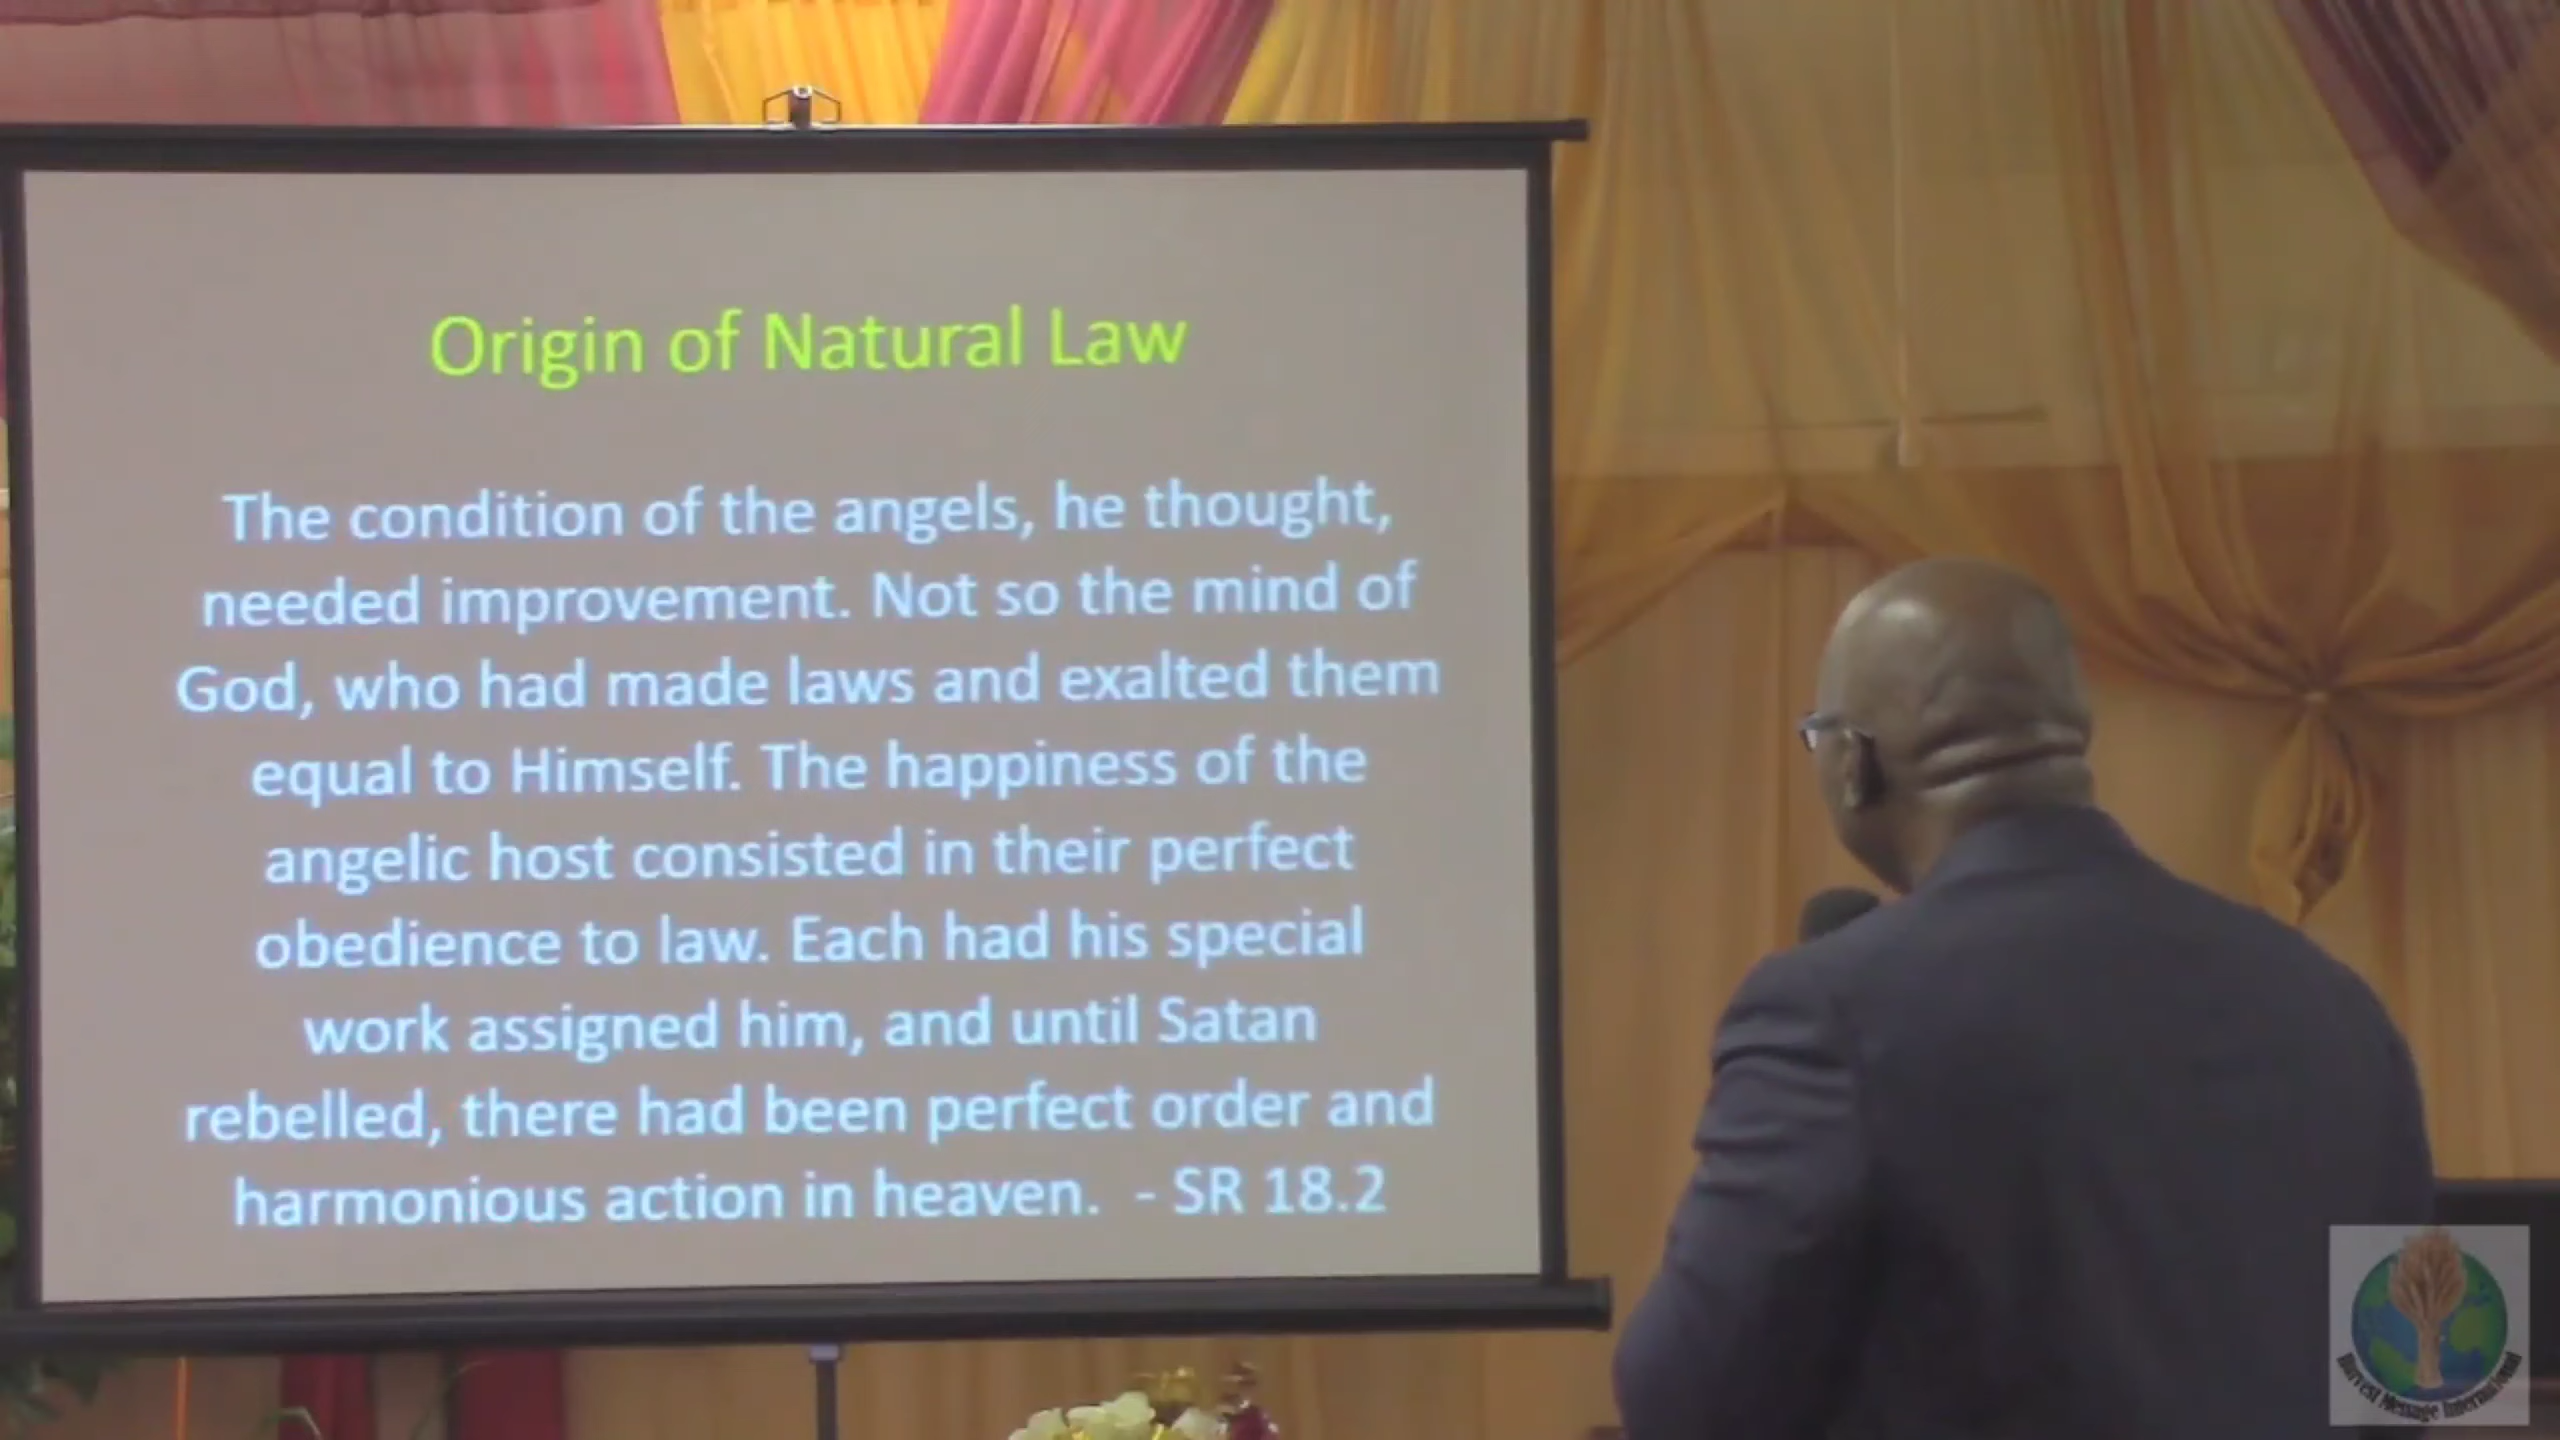 Origin of Natural Law
The condition of the angels, he thought,
needed improvement. Not so the mind of
God, who had made laws and exalted them
equal to Himself. The happiness of the
angelic host consisted in their perfect
obedience to law. Each had his special
work assigned him, and until Satan
rebelled, there had been perfect order and
harmonious action in heaven.  - SR 18.2
Harvest Message International